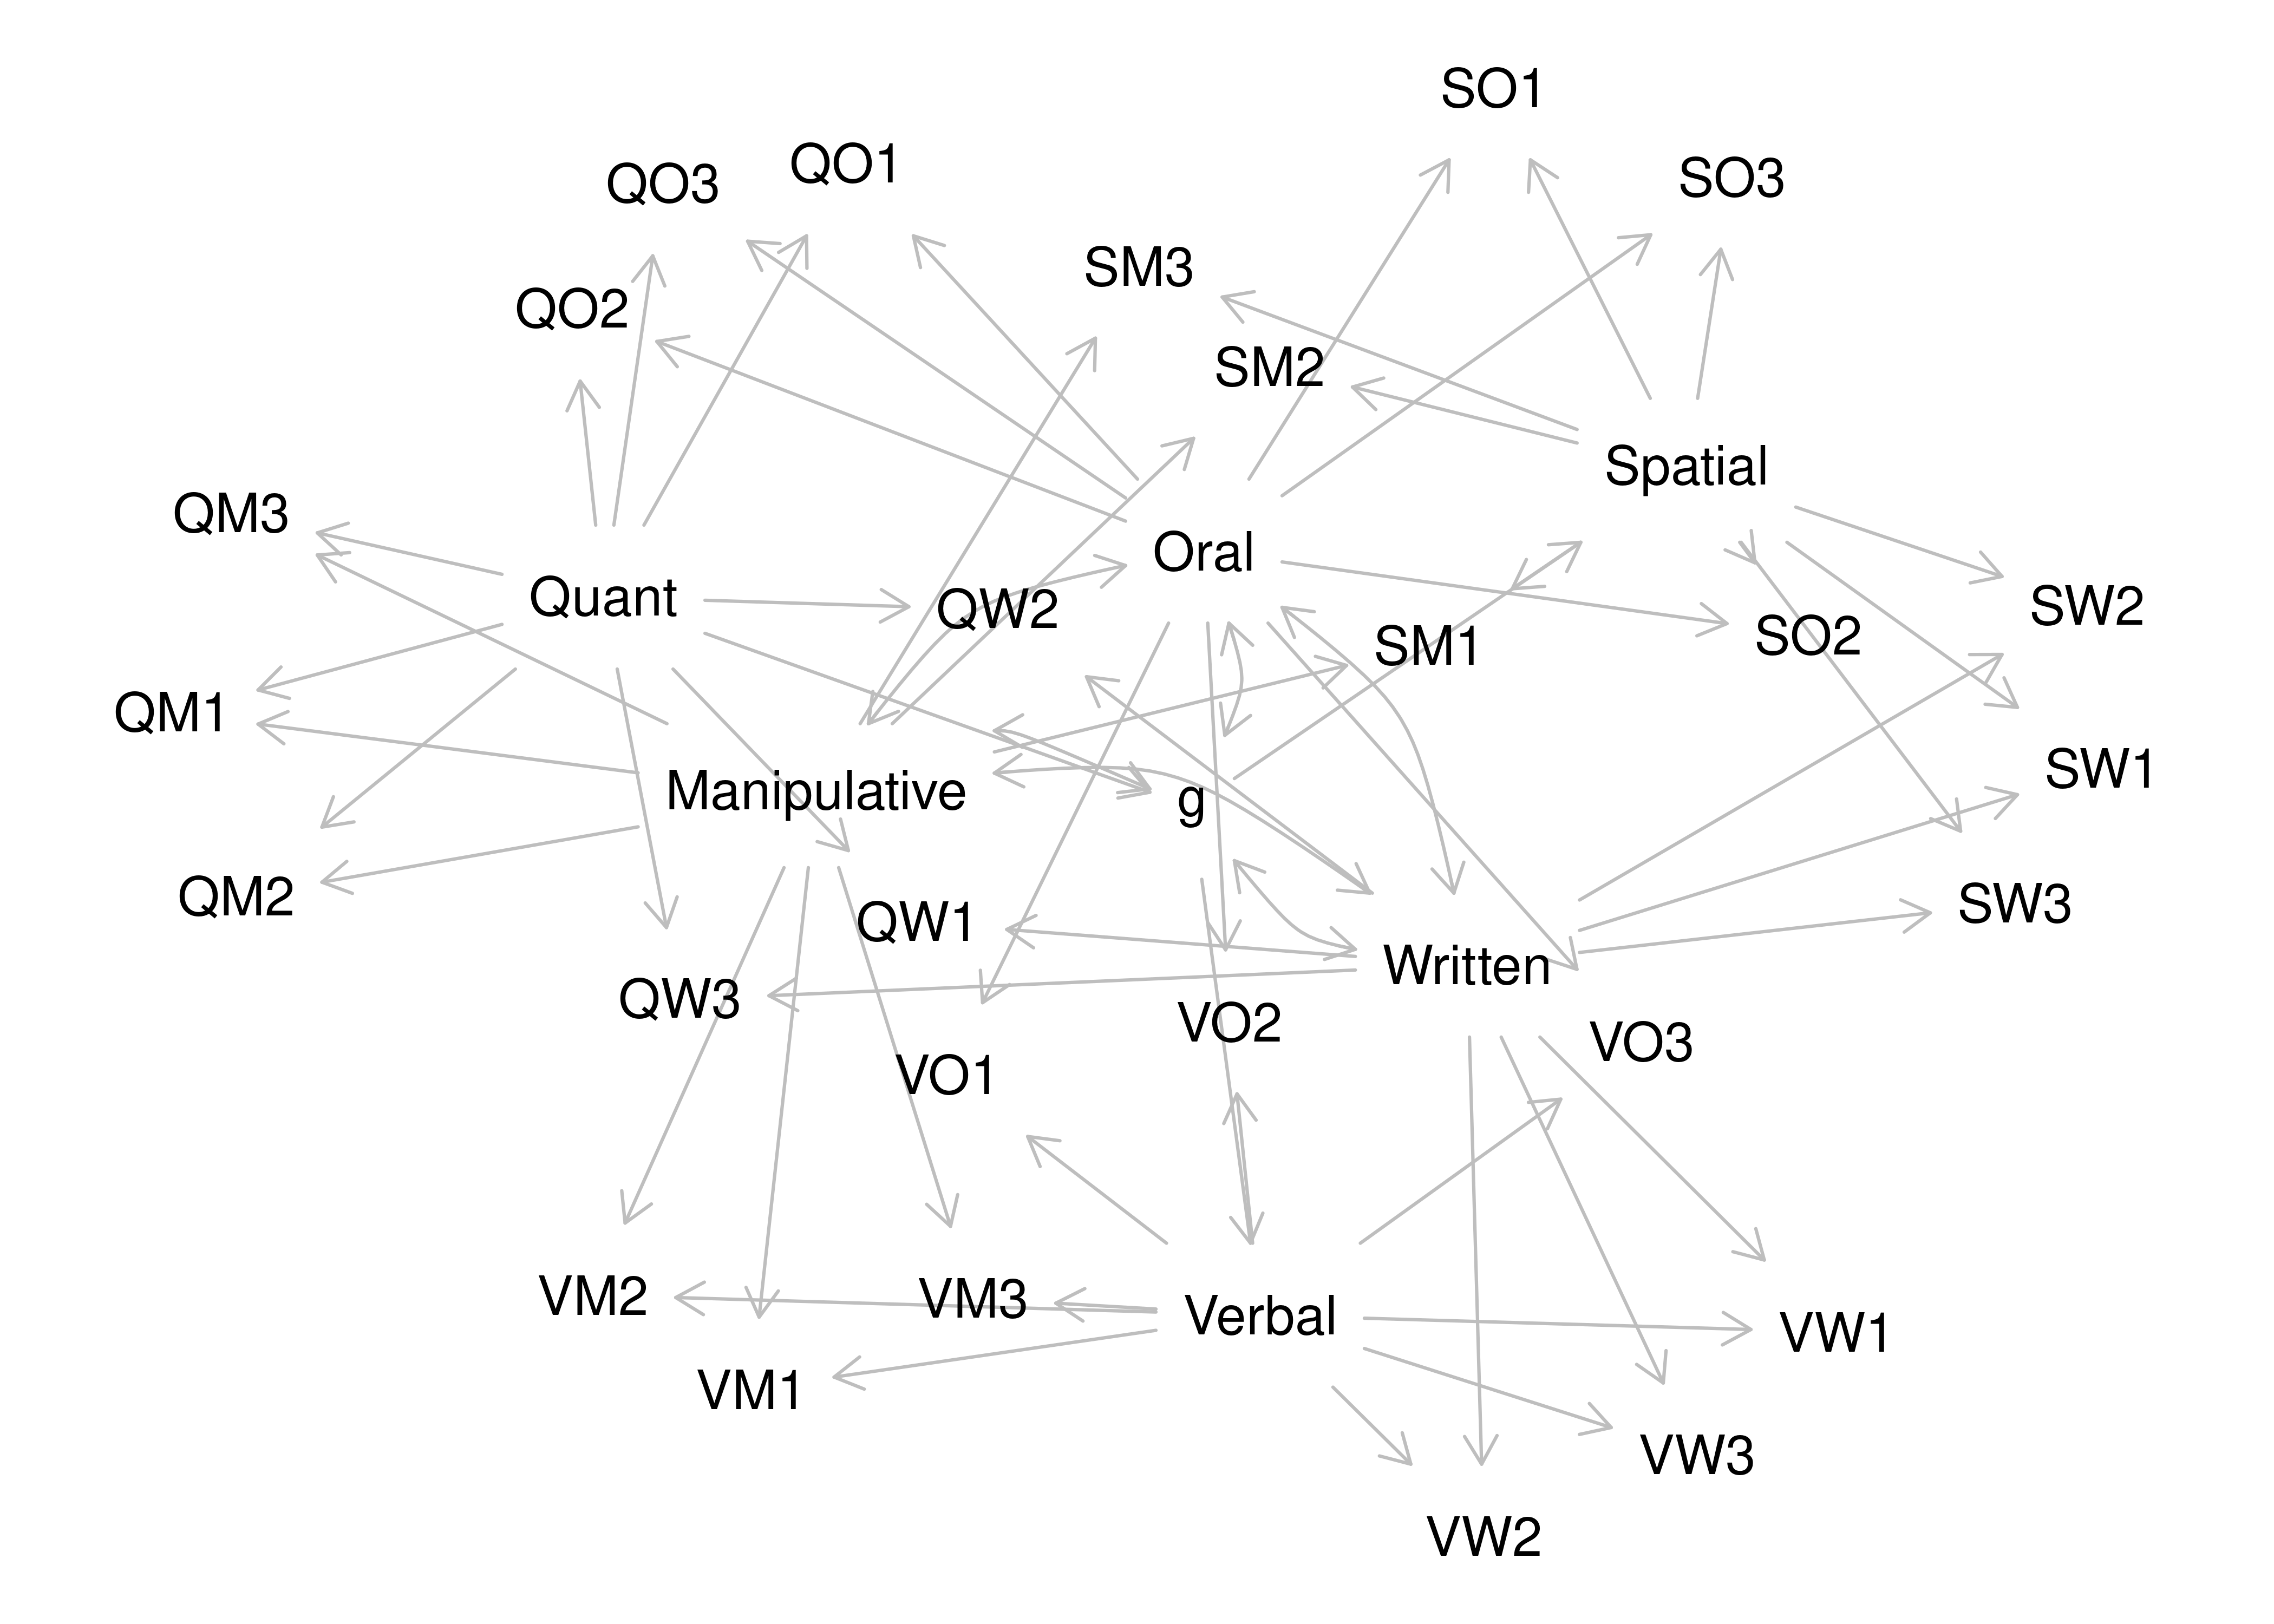 SO1
QO3
QO1
SO3
SM3
QO2
SM2
Spatial
QM3
Oral
Quant
QW2
SW2
SO2
SM1
QM1
SW1
Manipulative
g
QM2
SW3
QW1
Written
QW3
VO2
VO3
VO1
VM2
VM3
Verbal
VW1
VM1
VW3
VW2